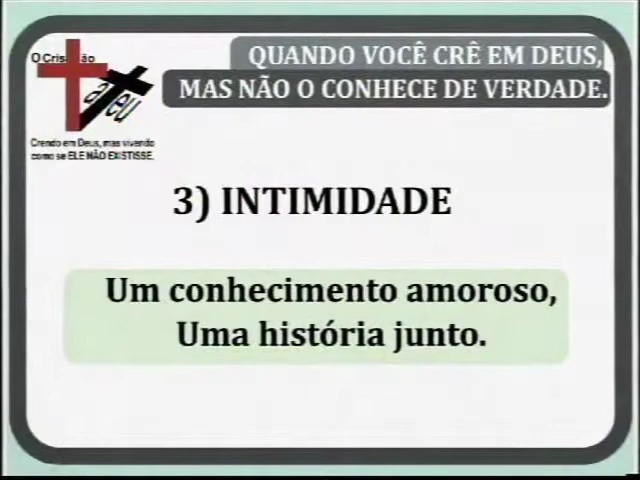 O Cristão
ateu
Crendo em Deus, mas vivendo
como se ELE NÃO EXISTISSE.
QUANDO VOCÊ CRÊ EM DEUS,
MAS NÃO O CONHECE DE VERDADE.
3) INTIMIDADE
Um conhecimento amoroso,
Uma história junto.